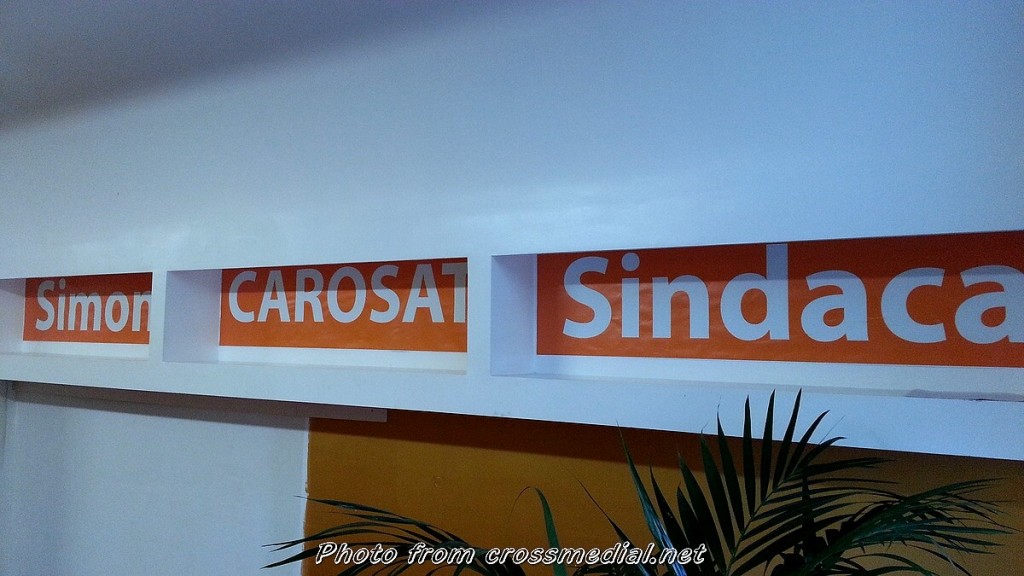 Simon CAROSAT Sindaca
Photo from crossmedial.net